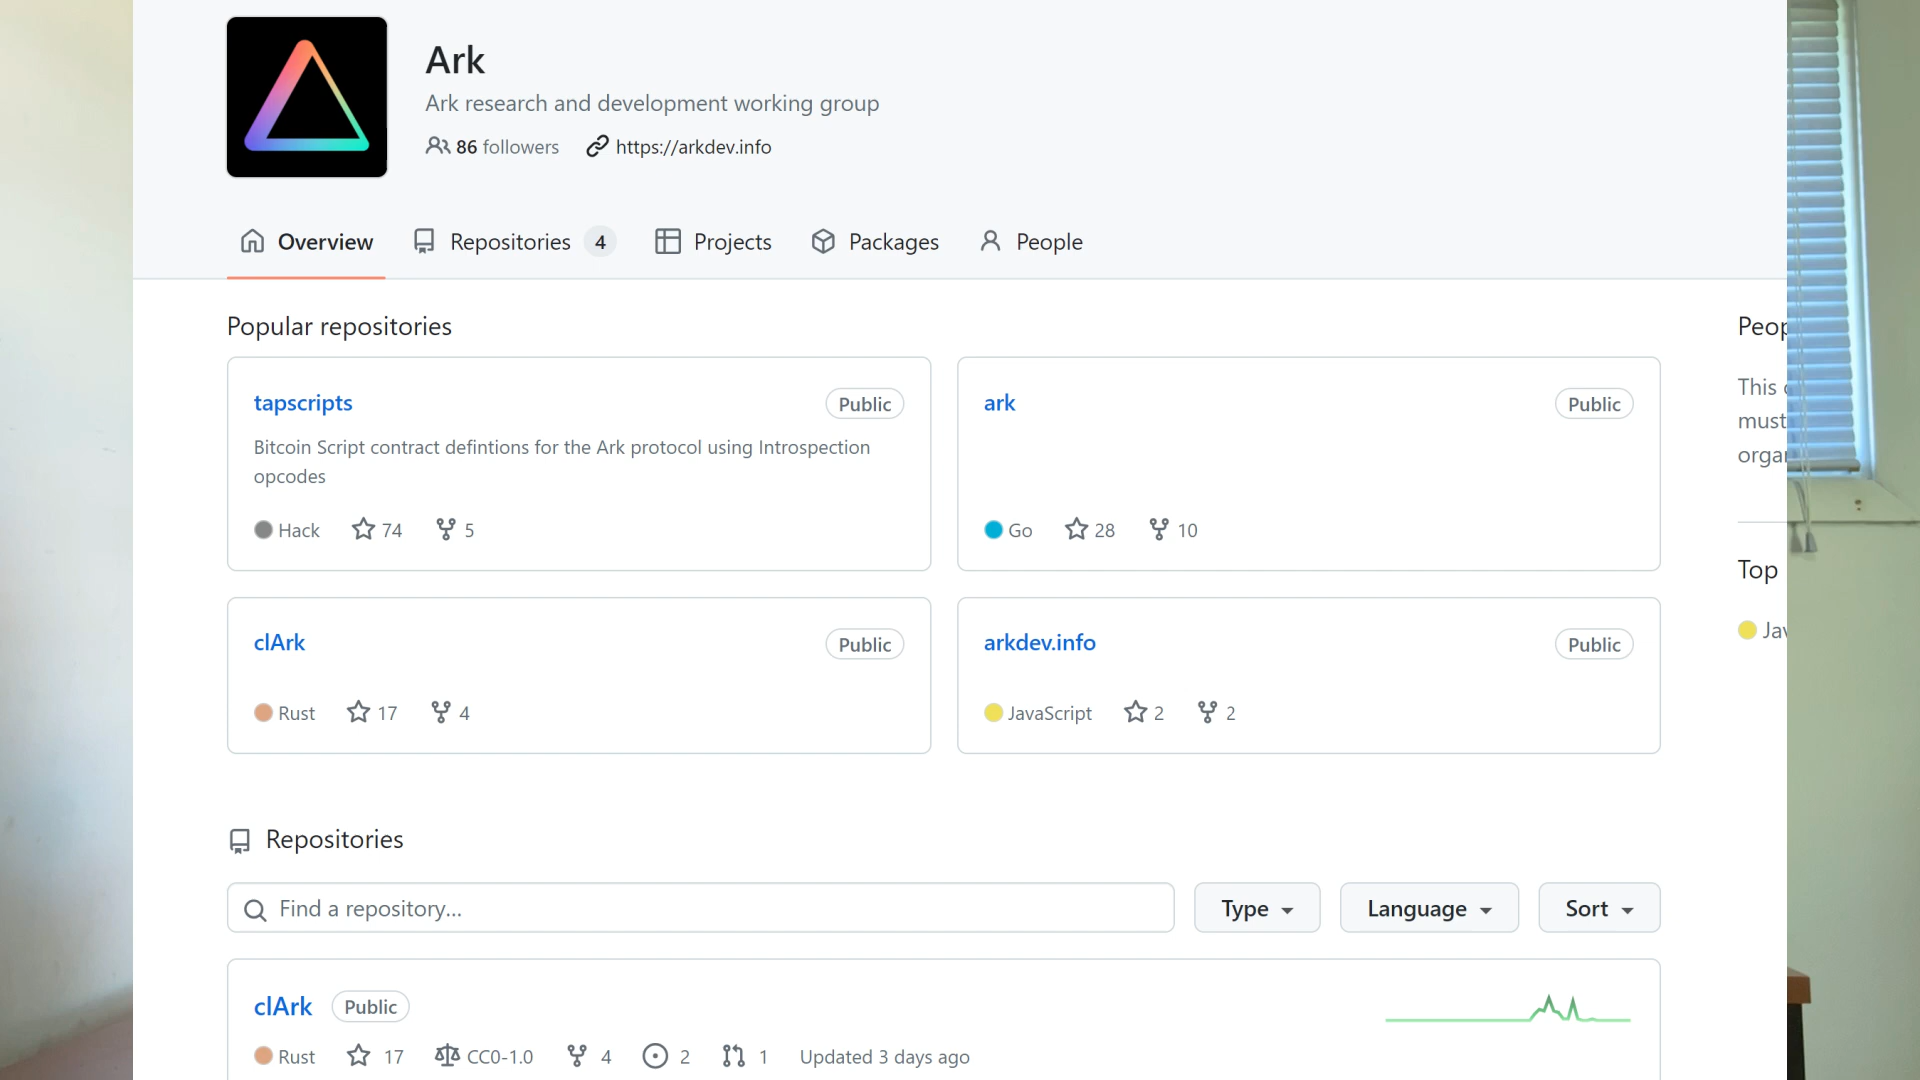 Ark
Ark research and development working group
86 followers https://arkdev.info
Overview Repositories 4 Projects Packages People
Popular repositories
tapscripts Public
Bitcoin Script contract defintions for the Ark protocol using Introspection
opcodes
Hack 74 5
ark Public
Go 28 10
clArk Public
Rust 17 4
arkdev.info Public
JavaScript 2 2
This
must
Top
Repositories
Find a repository...
Type Language Sort
clArk Public
Rust 17 CC0-1.0 4 2 1 Updated 3 days ago